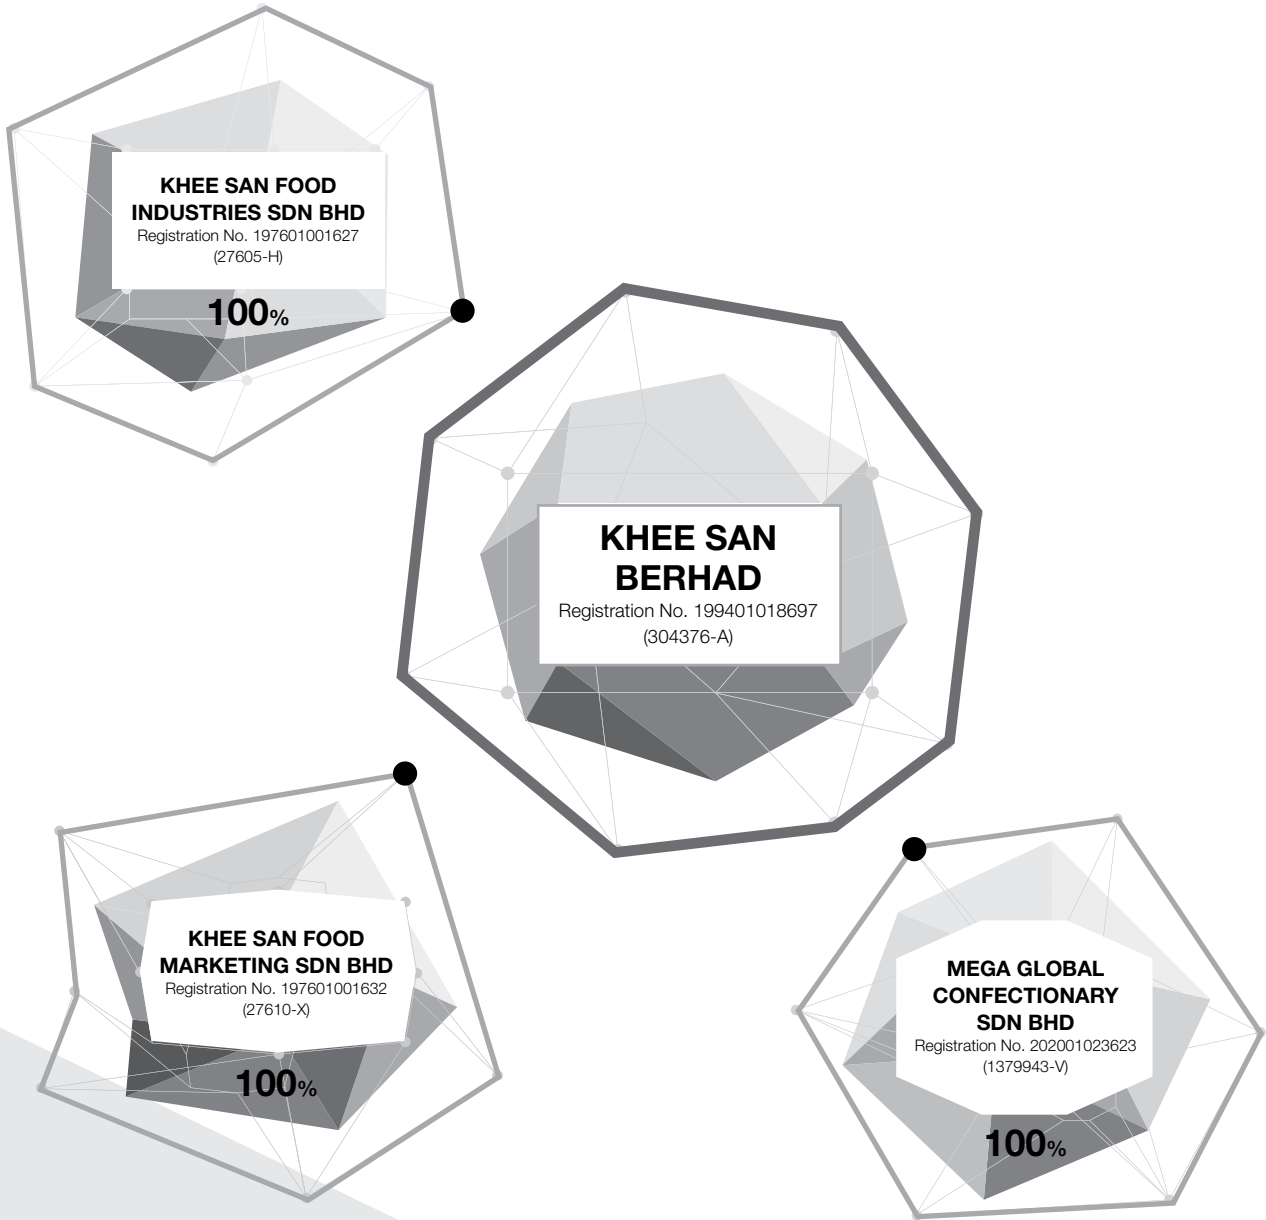 KHEE SAN FOOD
INDUSTRIES SDN BHD
Registration No. 197601001627
(27605-H)
100%
KHEE SAN
BERHAD
Registration No. 199401018697
(304376-A)
KHEE SAN FOOD
MARKETING SDN BHD
Registration No. 197601001632
(27610-X)
100%
MEGA GLOBAL
CONFECTIONARY
SDN BHD
Registration No. 202001023623
(1379943-V)
100%